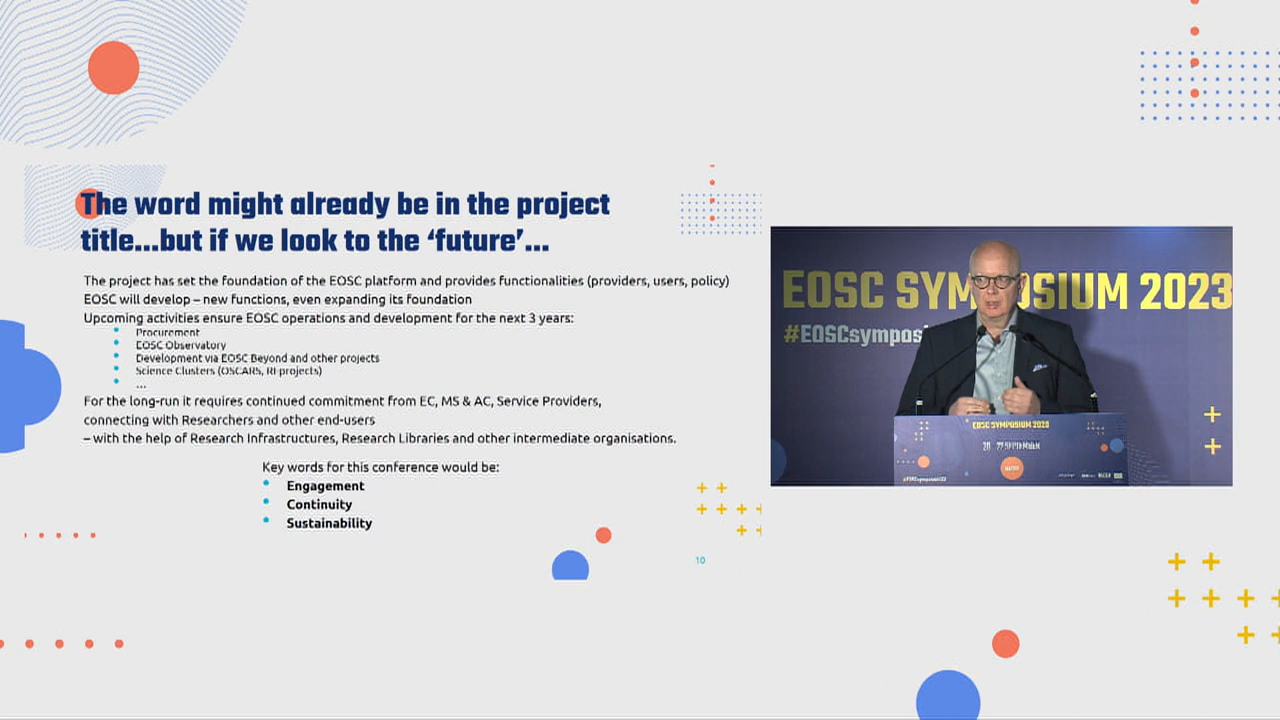 The word might already be in the project
title...but if we look to the ‘future’...
The project has set the foundation of the EOSC platform and provides functionalities (providers, users, policy)
EOSC will develop – new functions, even expanding its foundation
Upcoming activities ensure EOSC operations and development for the next 3 years:
Procurement
EOSC Observatory
Development via EOSC Beyond and other projects
Science Clusters (OSCARS, RI-projects)
...
For the long-run it requires continued commitment from EC, MS & AC, Service Providers,
connecting with Researchers and other end-users
– with the help of Research Infrastructures, Research Libraries and other intermediate organisations.
Key words for this conference would be:
Engagement
Continuity
Sustainability
10
EOSC SYM OSIUM 2023
#EOSCsympos
EOSC SYMPOSIUM 2023
#EOSCsymposium23